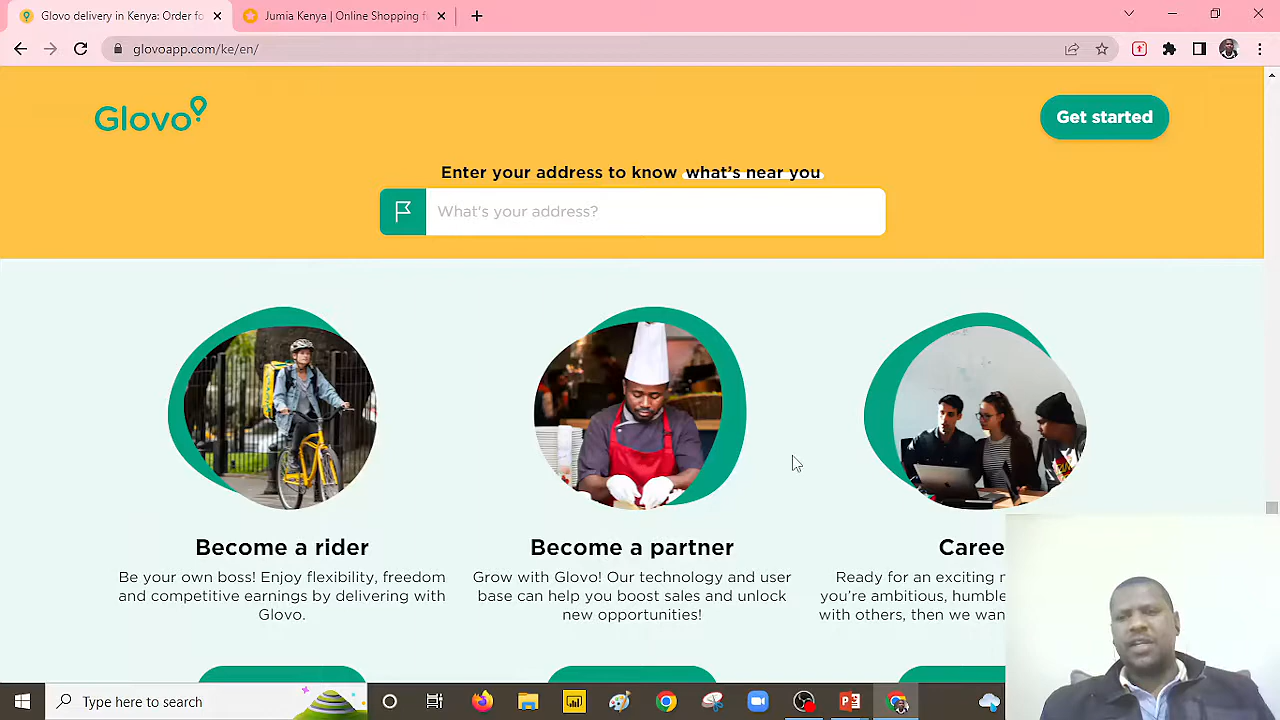 Glovo delivery in Kenya: Order fo
Jumia Kenya | Online Shopping f
glovoapp.com/ke/en/
Glovo
Get started
Enter your address to know what's near you
What's your address?
Become a rider
Be your own boss! Enjoy flexibility, freedom
and competitive earnings by delivering with
Glovo.
Become a partner
Grow with Glovo! Our technology and user
base can help you boost sales and unlock
new opportunities!
Caree
Ready for an exciting n
you're ambitious, humble
with others, then we wan
Type here to search